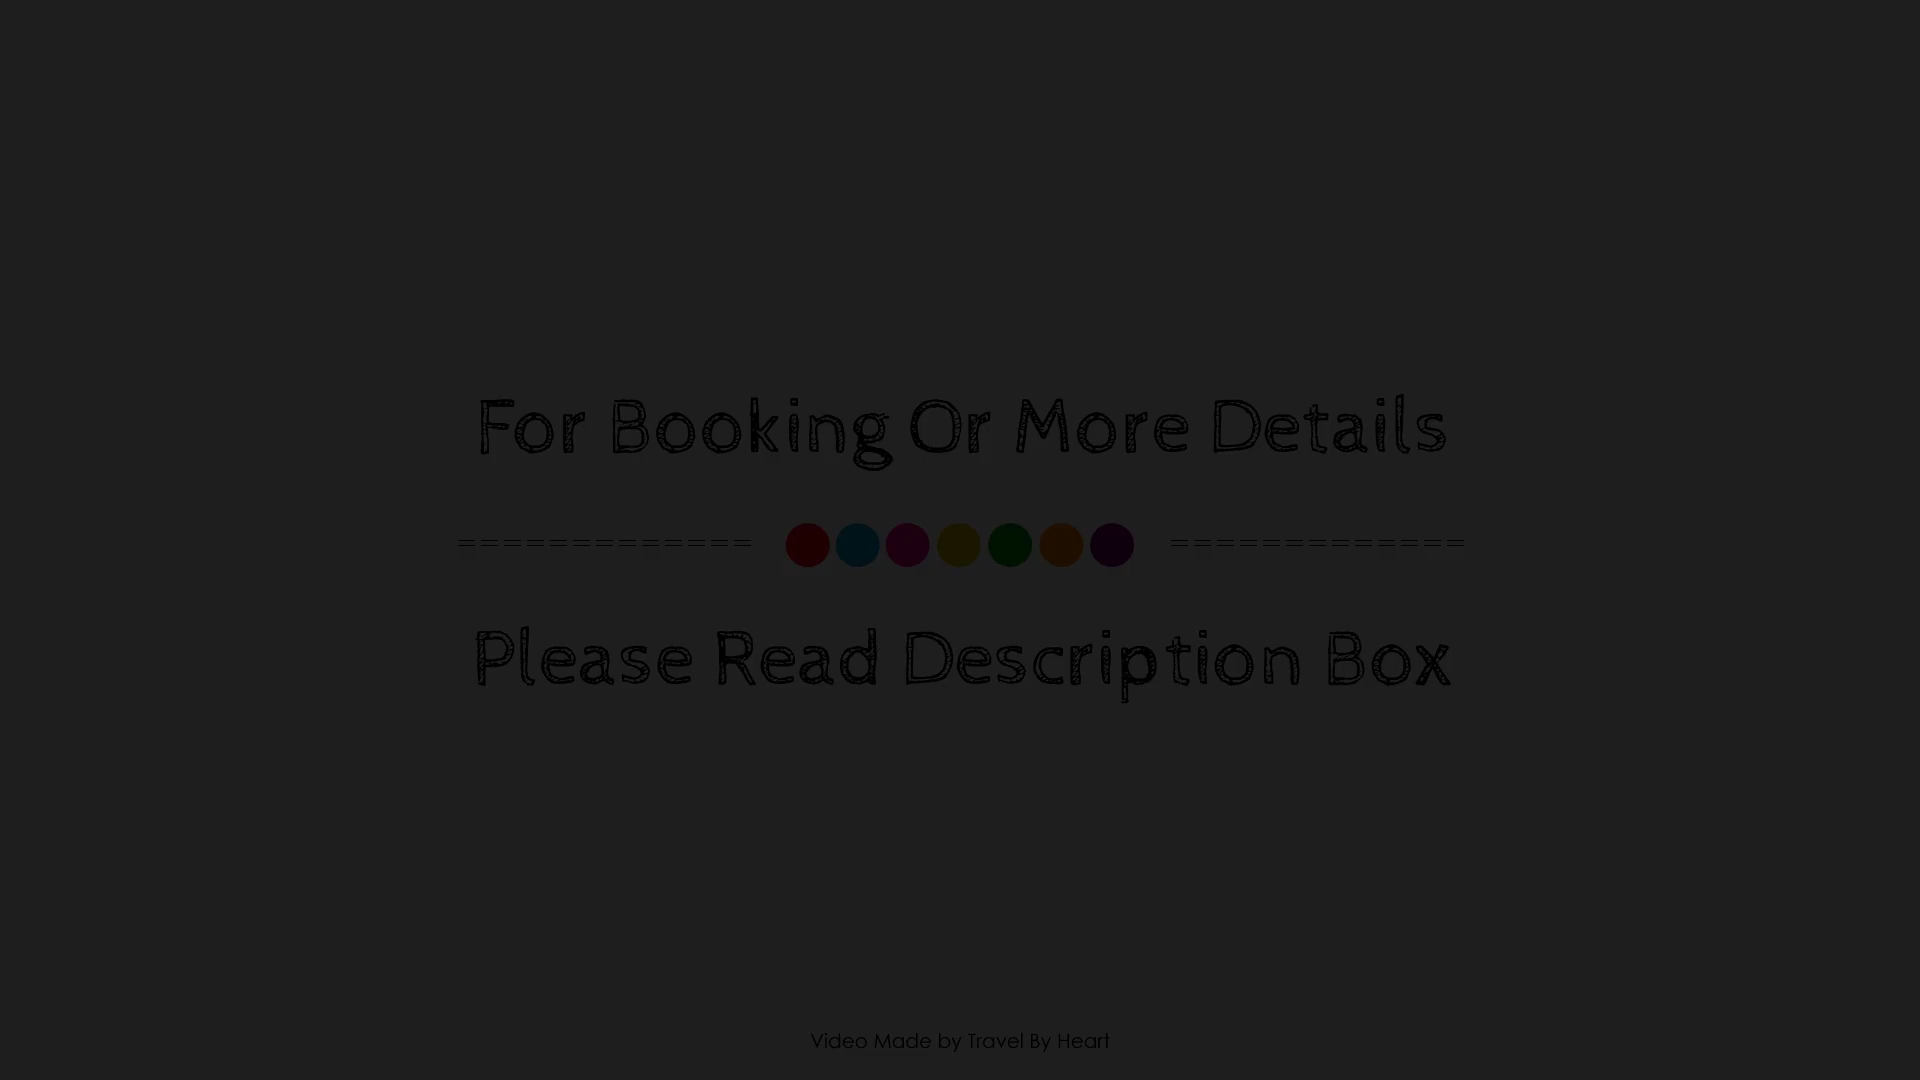 For Booking Or More Details
============= =============
Please Read Description Box
Video Made by Travel By Heart